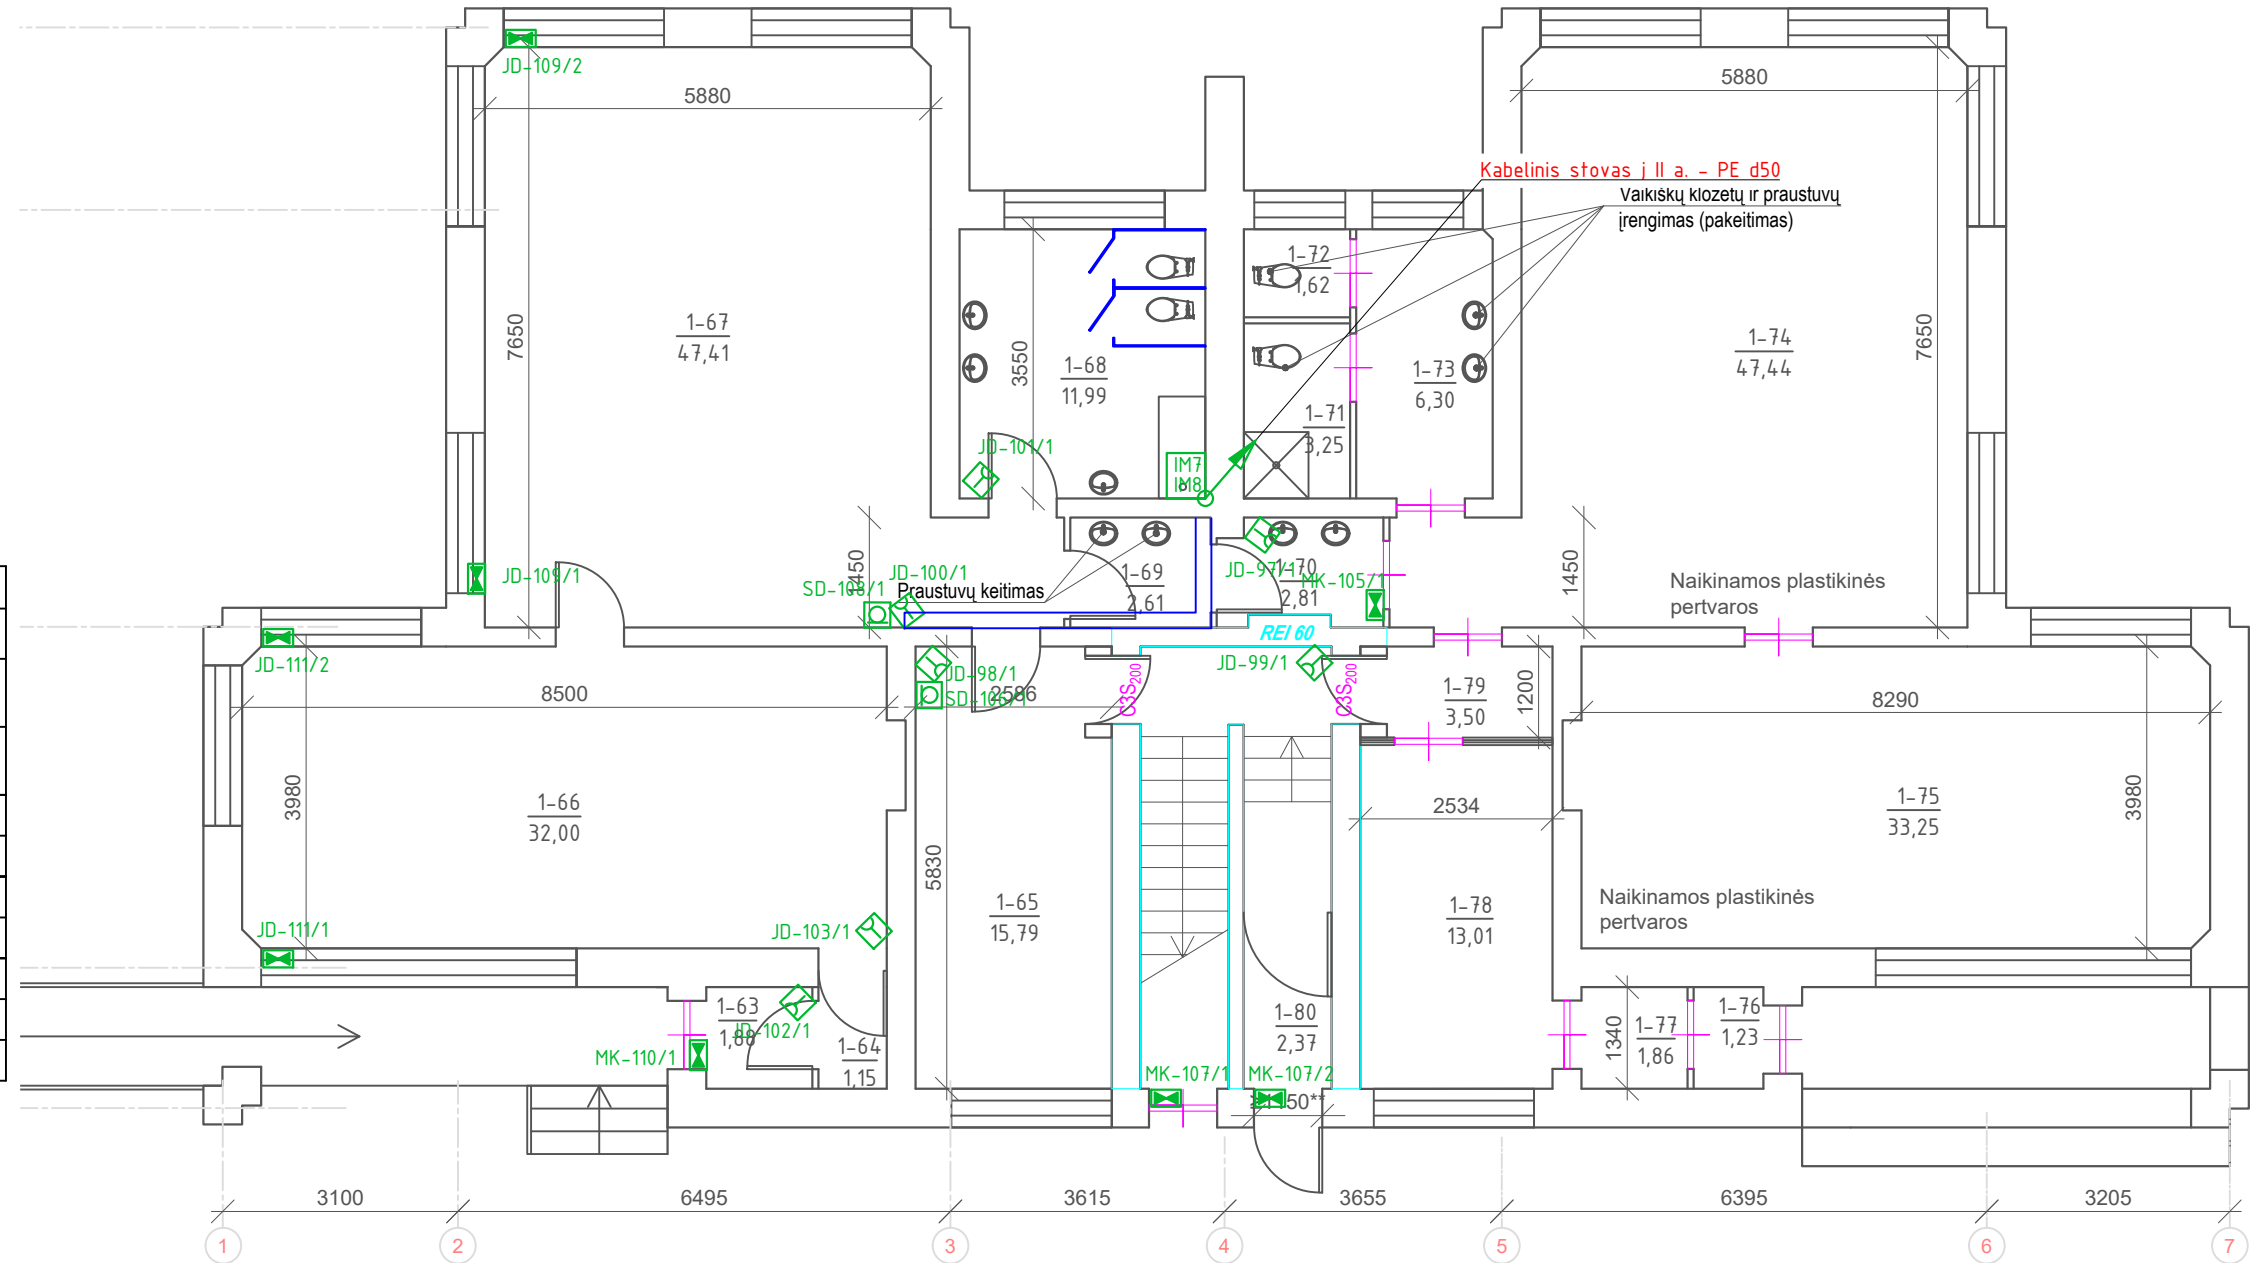 JD-109/2
5880
5880
Kabelinis stovas į II a. - PE d50
Vaikiškų klozetų ir praustuvų
įrengimas (pakeitimas)
7650
1-67
47,41
3550
1-68
11,99
1-72
1,62
1-73
6,30
1-71
3,25
1-74
47,44
7650
JD-101/1
IM7
IM8
JD-109/1
1450
SD-108/1
JD-100/1
Praustuvų keitimas
1-69
2,61
JD-97/1
1-70
2,81
MK-105/1
1450
Naikinamos plastikinės
pertvaros
REI 60
JD-111/2
JD-98/1
SD-106/1
2586
C3S200
JD-99/1
C3S200
1-79
3,50
1200
8500
8290
3980
1-66
32,00
5830
1-65
15,79
2534
1-78
13,01
1-75
33,25
3980
Naikinamos plastikinės
pertvaros
JD-111/1
JD-103/1
1-63
1,88
JD-102/1
MK-110/1
1-64
1,15
1-80
2,37
MK-107/1
MK-107/2
50**
1340
1-77
1,86
1-76
1,23
3100
6495
3615
3655
6395
3205
1
2
3
4
5
6
7